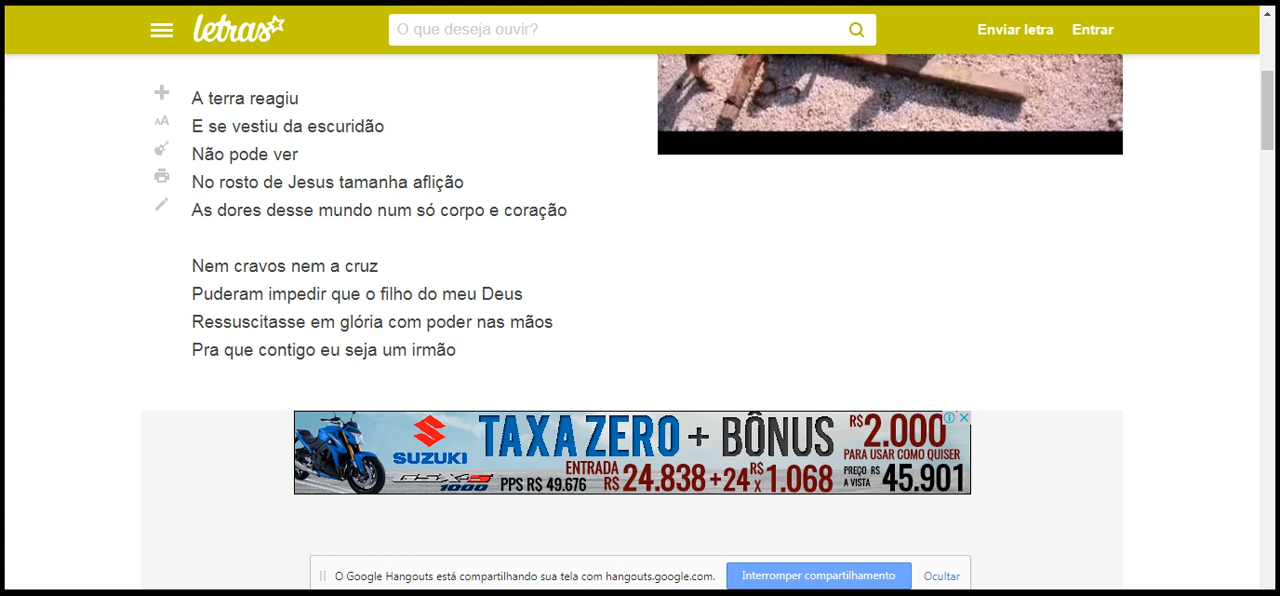 letras
O que deseja ouvir?
Enviar letra
Entrar
A terra reagiu
E se vestiu da escuridão
Não pode ver
No rosto de Jesus tamanha aflição
As dores desse mundo num só corpo e coração
Nem cravos nem a cruz
Puderam impedir que o filho do meu Deus
Ressuscitasse em glória com poder nas mãos
Pra que contigo eu seja um irmão
SUZUKI
GSX-S
1000
TAXA ZERO + BÔNUS R$ 2.000
PARA USAR COMO QUISER
PPS R$ 49.676
ENTRADA R$ 24.838 + 24 X R$ 1.068
PREÇO R$ A VISTA 45.901
O Google Hangouts está compartilhando sua tela com hangouts.google.com.
Interromper compartilhamento
Ocultar